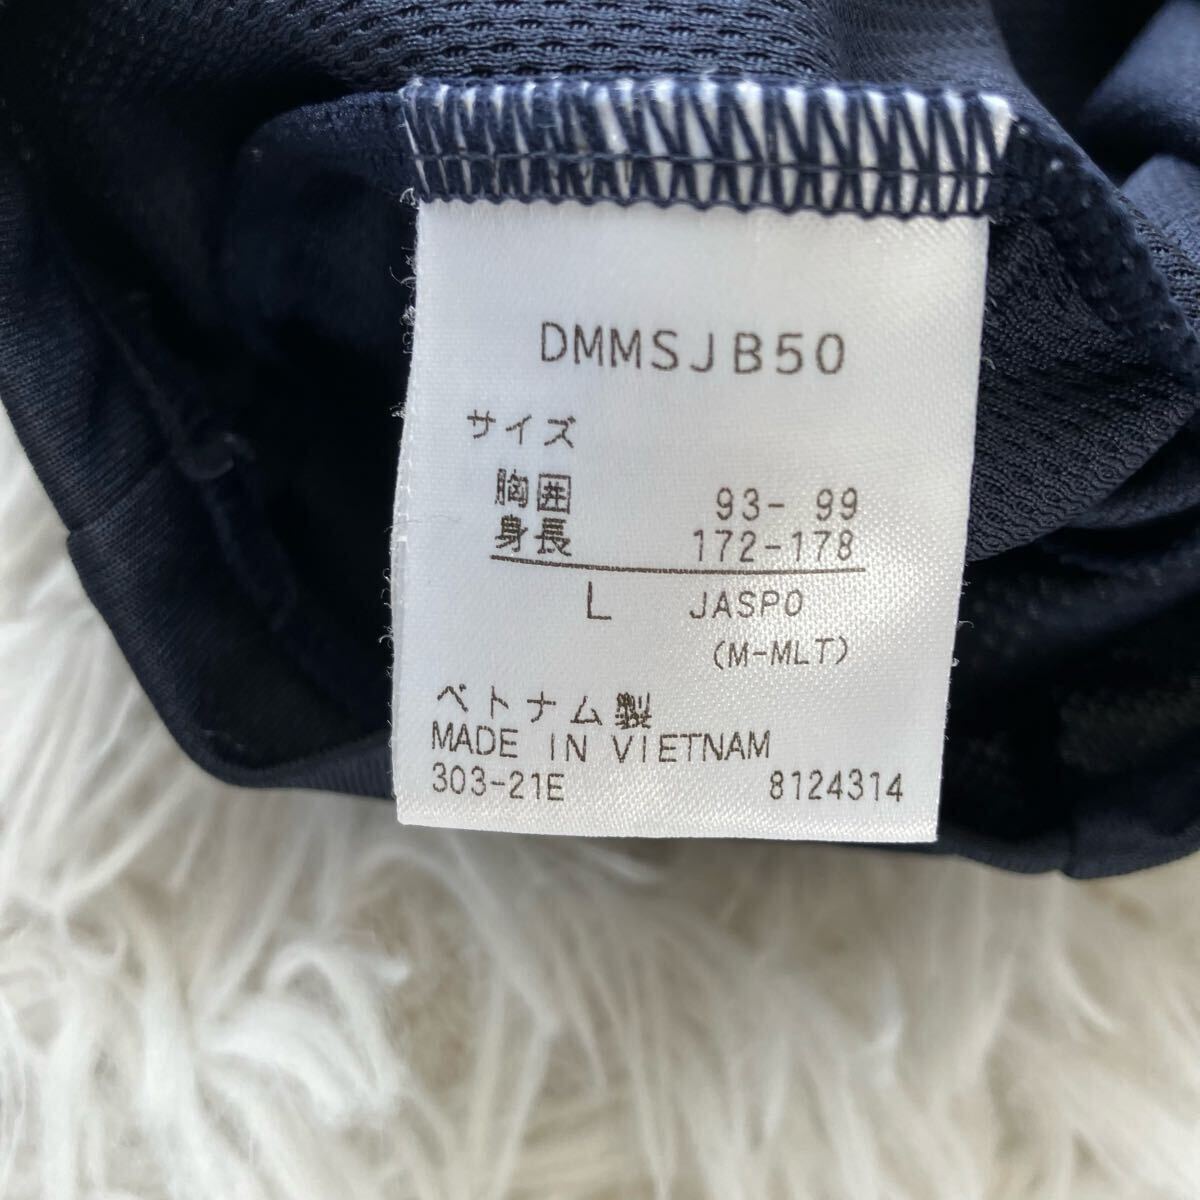 DMMSJB50
サイズ
胸囲 93- 99
身長 172-178
L JASPO
(M-MLT)
ベトナム製
MADE IN VIETNAM
303-21E 8124314